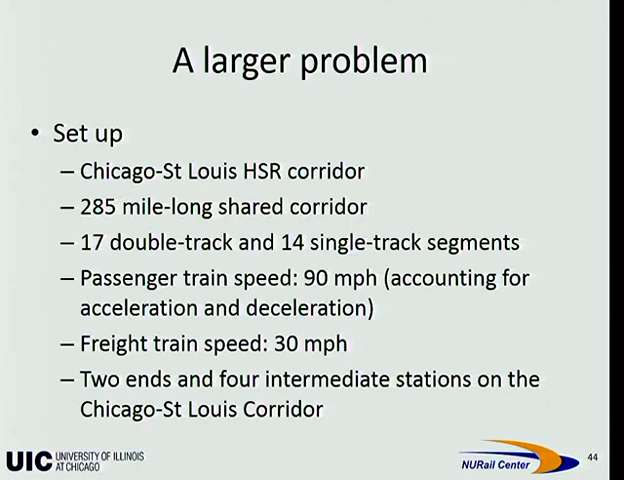 A larger problem
• Set up
– Chicago-St Louis HSR corridor
– 285 mile-long shared corridor
– 17 double-track and 14 single-track segments
– Passenger train speed: 90 mph (accounting for
acceleration and deceleration)
– Freight train speed: 30 mph
– Two ends and four intermediate stations on the
Chicago-St Louis Corridor
UIC UNIVERSITY OF ILLINOIS
AT CHICAGO
NURail Center
44